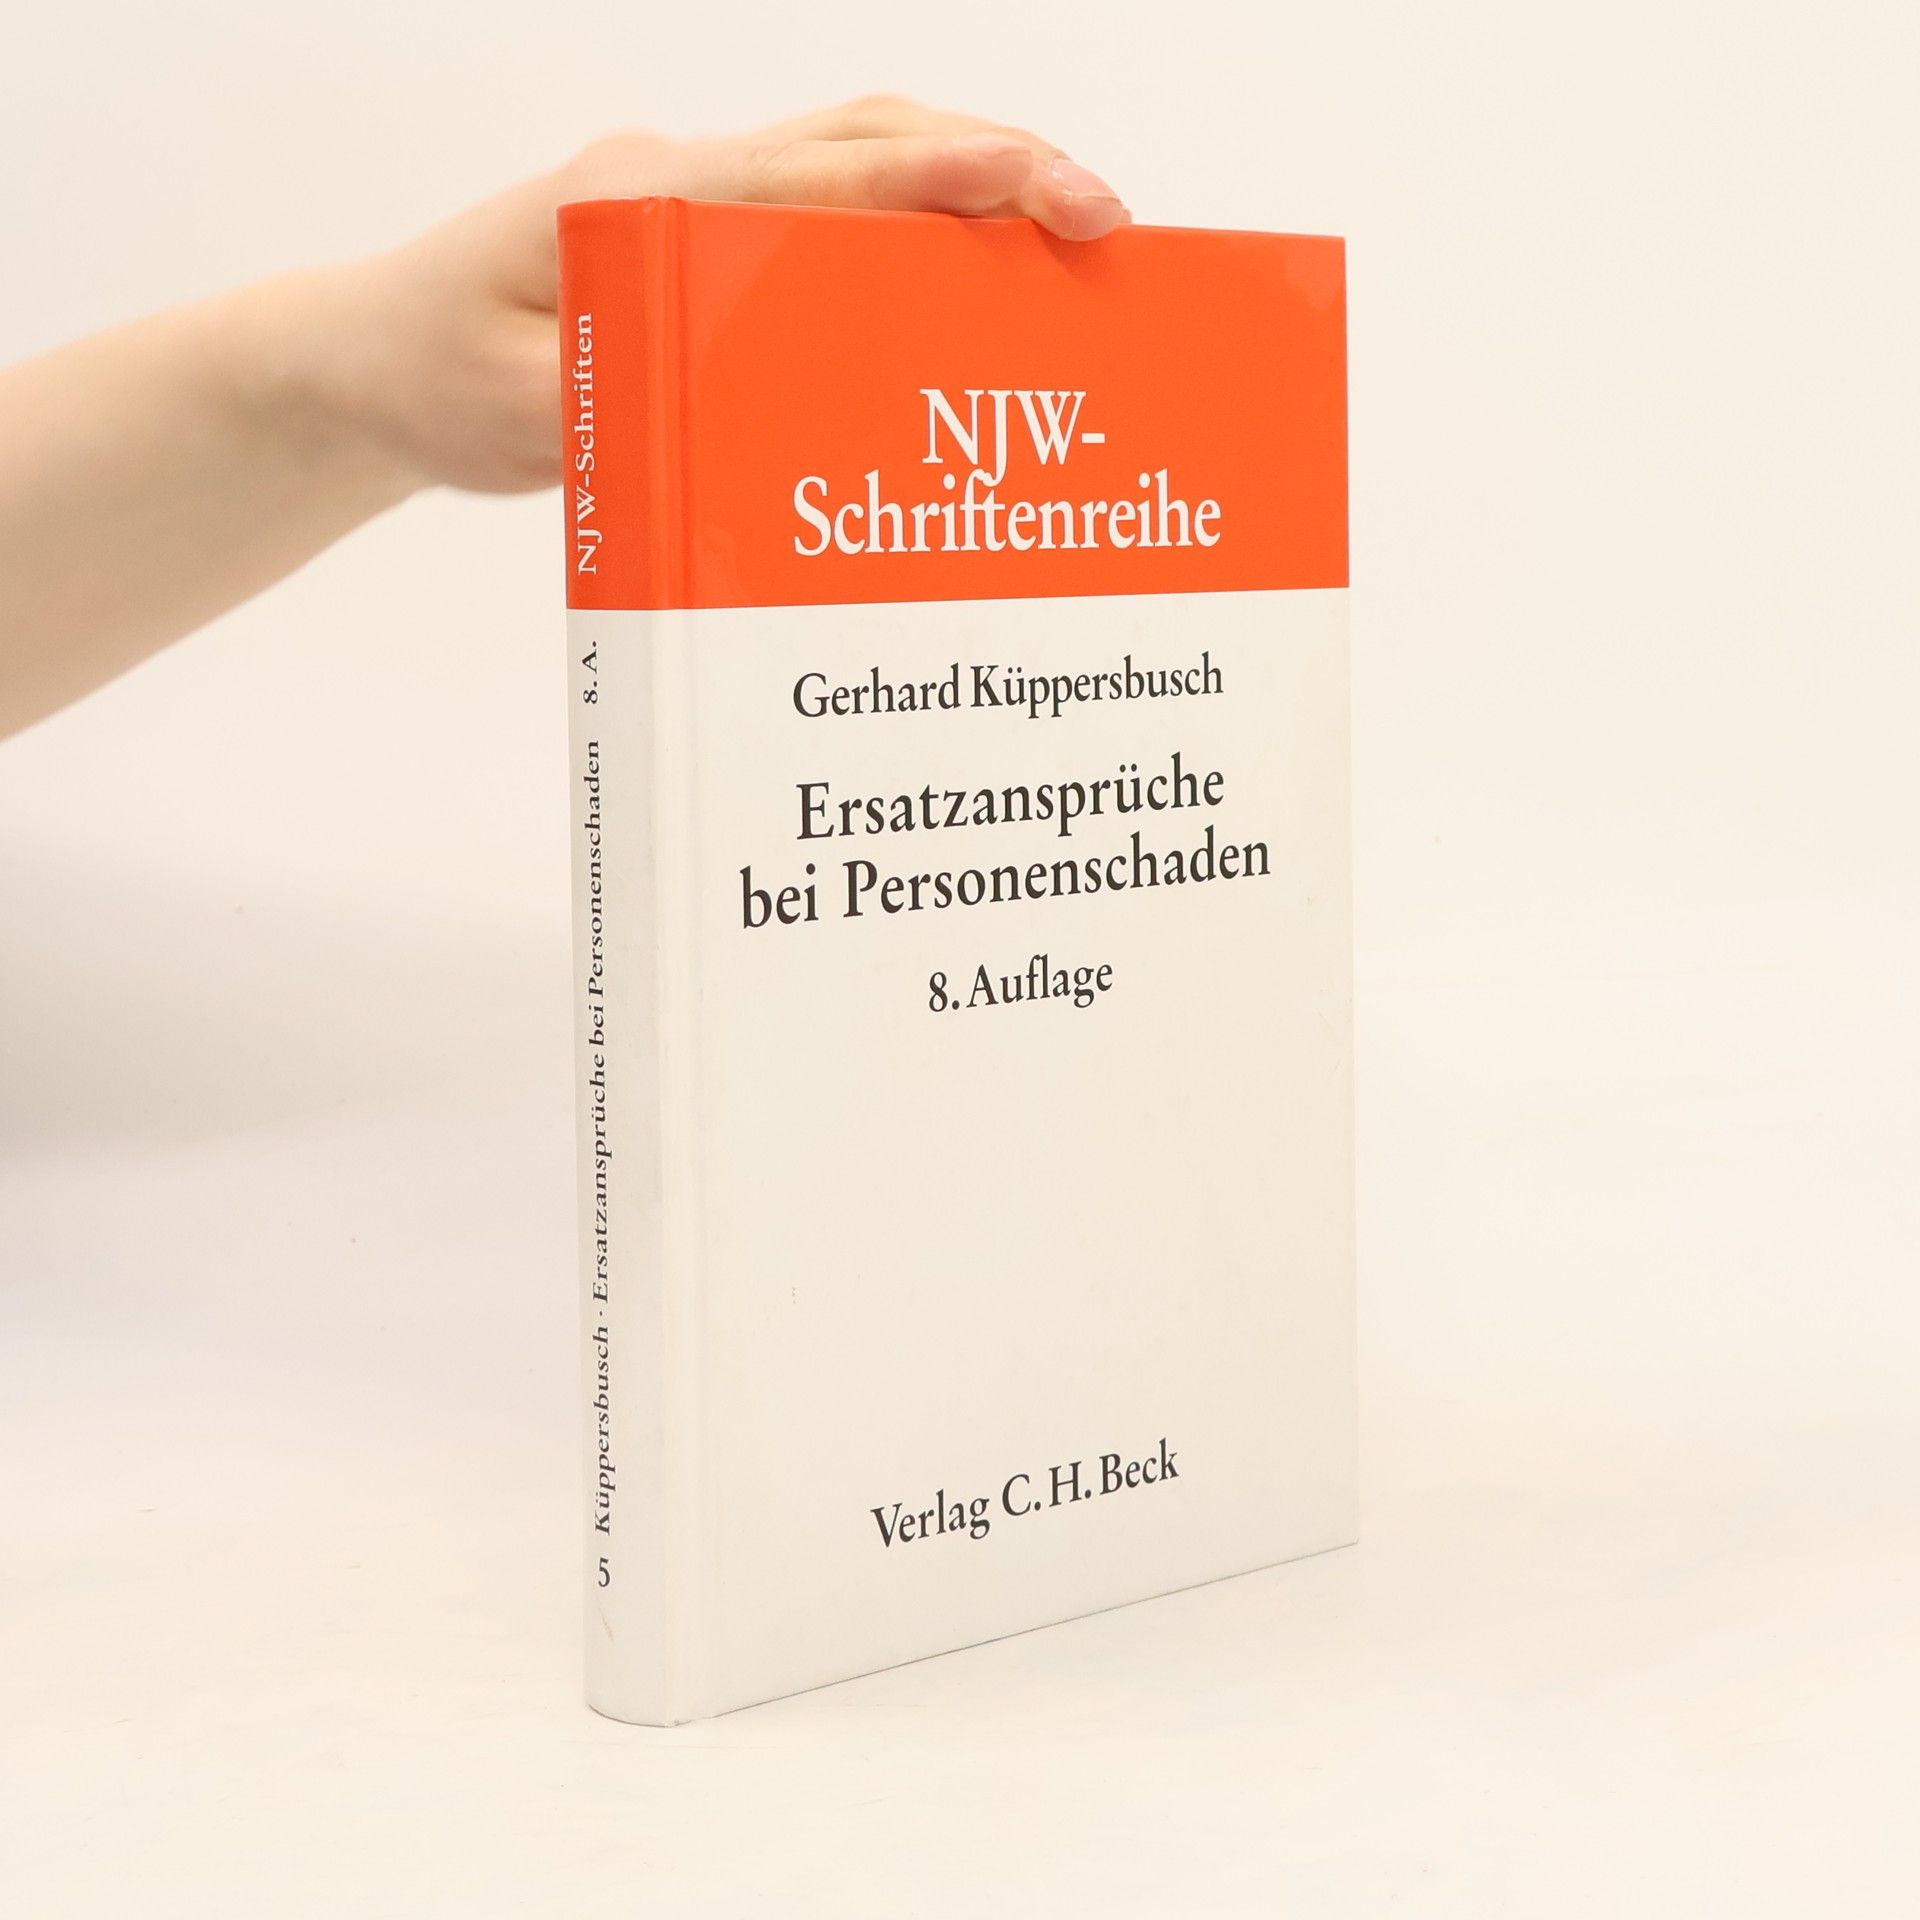 NJW-
Schriftenreihe
Gerhard Küppersbusch
Ersatzansprüche
bei Personenschaden
8. Auflage
Verlag C. H. Beck
5 Küppersbusch · Ersatzansprüche bei Personenschaden 8. A. NJW-Schriften